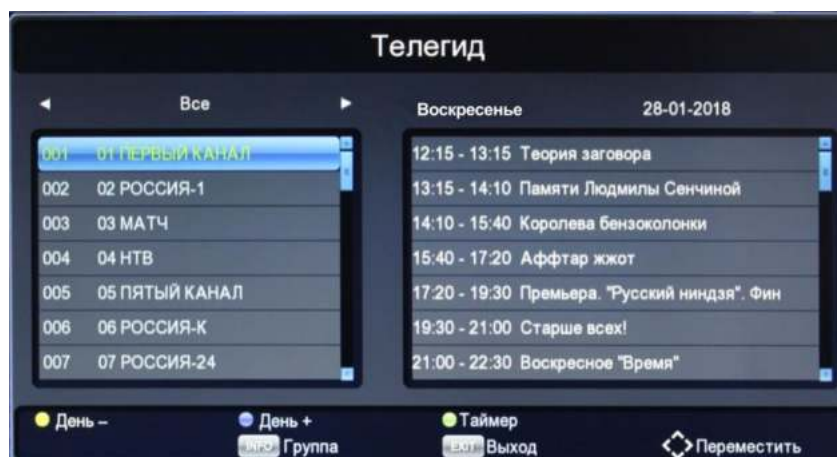 Телегид
◄ Все ►
001 01 ПЕРВЫЙ КАНАЛ
002 02 РОССИЯ-1
003 03 МАТЧ
004 04 НТВ
005 05 ПЯТЫЙ КАНАЛ
006 06 РОССИЯ-К
007 07 РОССИЯ-24
Воскресенье 28-01-2018
12:15 - 13:15 Теория заговора
13:15 - 14:10 Памяти Людмилы Сенчиной
14:10 - 15:40 Королева бензоколонки
15:40 - 17:20 Аффтар жжот
17:20 - 19:30 Премьера. "Русский ниндзя". Фин
19:30 - 21:00 Старше всех!
21:00 - 22:30 Воскресное "Время"
День – День + Таймер
INFO Группа EXIT Выход Переместить